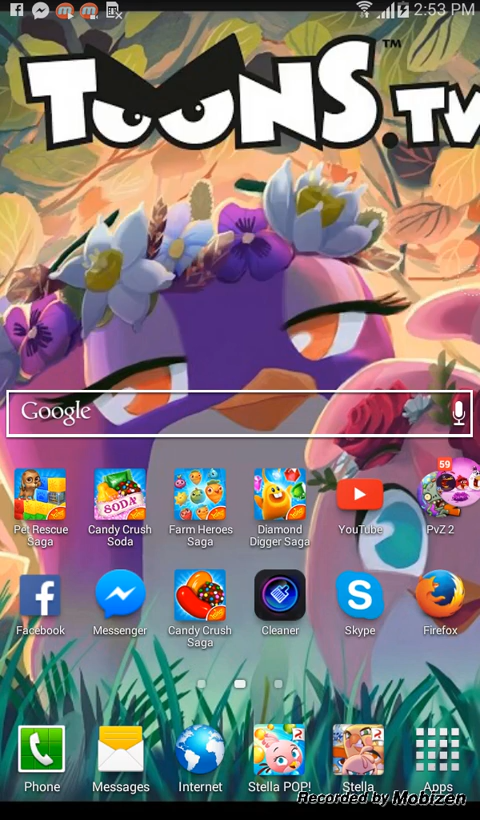 2:53 PM
TOONS.TV
TM
Google
59
Pet Rescue Saga
Candy Crush Soda
Farm Heroes Saga
Diamond Digger Saga
YouTube
PvZ 2
SODA
Facebook
Messenger
Candy Crush Saga
Cleaner
Skype
Firefox
Phone
Messages
Internet
Stella POP!
Stella
Apps
Recorded by Mobizen